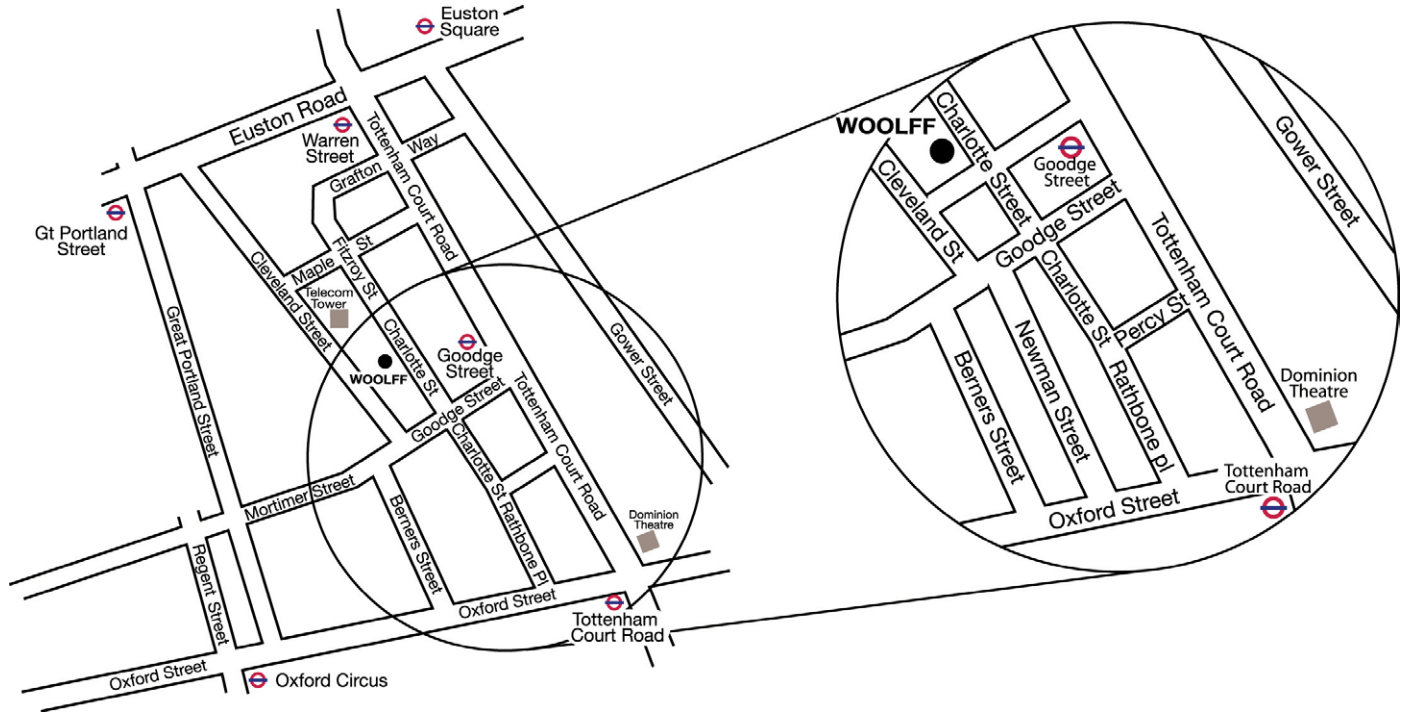 Euston
Square
Euston Road
Warren
Street
Tottenham Court Road
Grafton
Way
Gt Portland
Street
Fitzroy St
Maple St
Cleveland Street
Telecom
Tower
Great Portland Street
Charlotte St
WOOLFF
Goodge
Street
Gower Street
Goodge Street
Tottenham Court Road
Charlotte St
Mortimer Street
Berners Street
Rathbone Pl
Dominion
Theatre
Regent Street
Oxford Street
Tottenham
Court Road
Oxford Street
Oxford Circus
WOOLFF
Charlotte Street
Goodge
Street
Gower Street
Cleveland St
Goodge Street
Tottenham Court Road
Charlotte St
Percy St
Newman Street
Berners Street
Rathbone pl
Dominion
Theatre
Tottenham
Court Road
Oxford Street